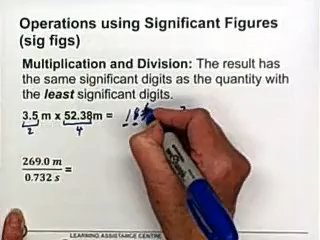 Operations using Significant Figures
(sig figs)
Multiplication and Division: The result has
the same significant digits as the quantity with
the least significant digits.
3.5 m x 52.38m = 183
2 4
269.0 m
0.732 s =
LEARNING ASSISTANCE CENTRE